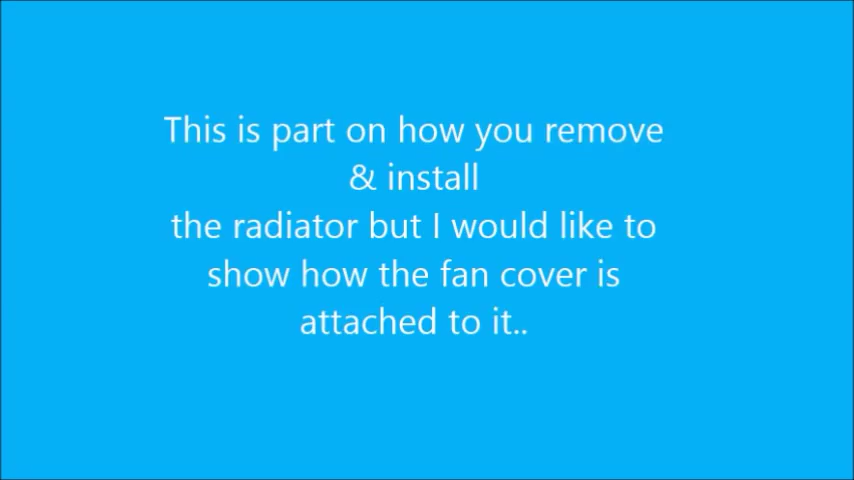 This is part on how you remove
& install
the radiator but I would like to
show how the fan cover is
attached to it..